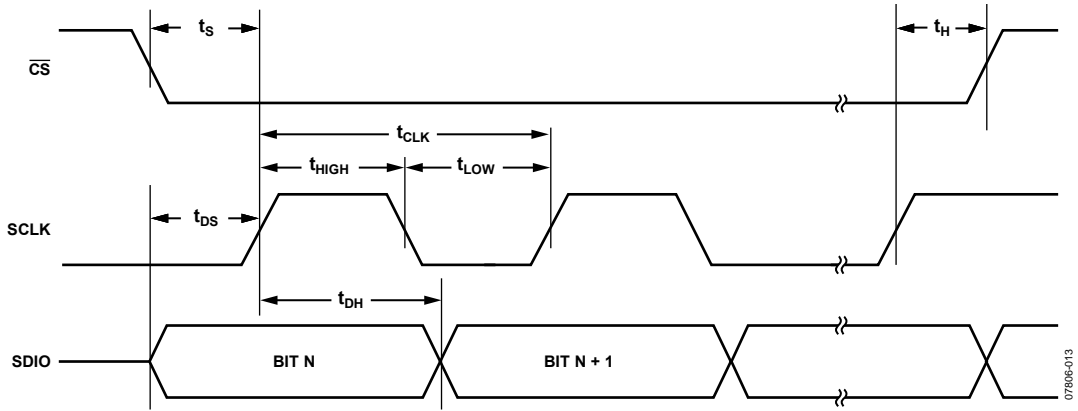 tS
tH
CS
tCLK
tHIGH
tLOW
tDS
SCLK
tDH
SDIO
BIT N
BIT N + 1
07806-013